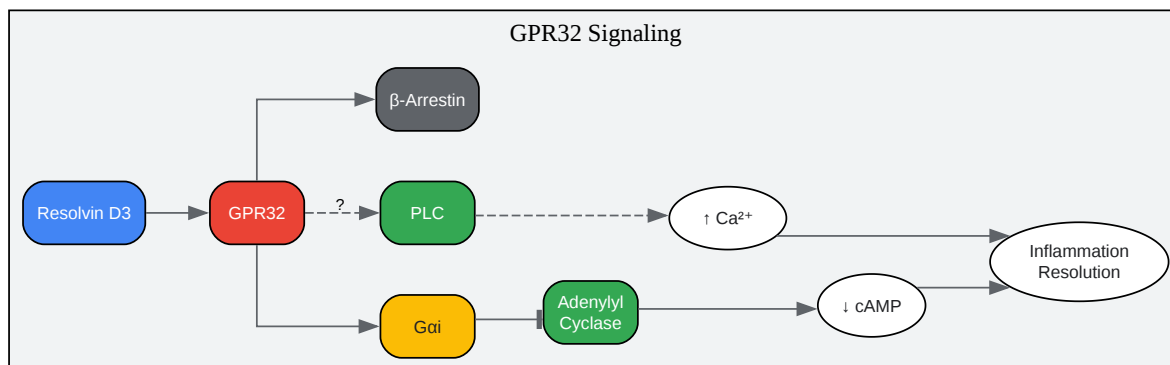 GPR32 Signaling
β-Arrestin
Resolvin D3
GPR32
?
PLC
↑ Ca²⁺
Inflammation
Resolution
Gαi
Adenylyl
Cyclase
↓ cAMP